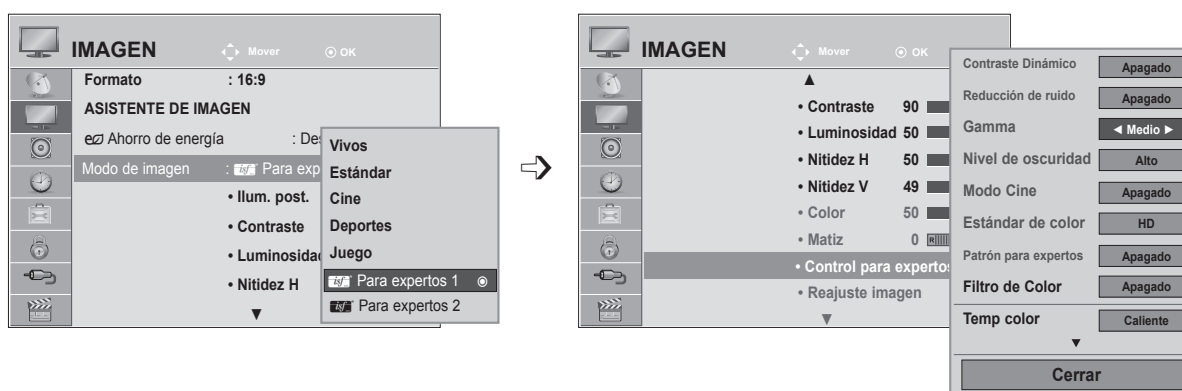 IMAGEN
Mover
OK
Formato : 16:9
ASISTENTE DE IMAGEN
Ahorro de energía : De
Modo de imagen : isf Para exp
• Ilum. post.
• Contraste
• Luminosidad
• Nitidez H
▼
Vivos
Estándar
Cine
Deportes
Juego
isf Para expertos 1
isf Para expertos 2
IMAGEN
Mover
OK
▲
• Contraste 90
• Luminosidad 50
• Nitidez H 50
• Nitidez V 49
• Color 50
• Matiz 0 R
• Control para expertos
• Reajuste imagen
▼
Contraste Dinámico Apagado
Reducción de ruido Apagado
Gamma ◄ Medio ►
Nivel de oscuridad Alto
Modo Cine Apagado
Estándar de color HD
Patrón para expertos Apagado
Filtro de Color Apagado
Temp color Caliente
▼
Cerrar